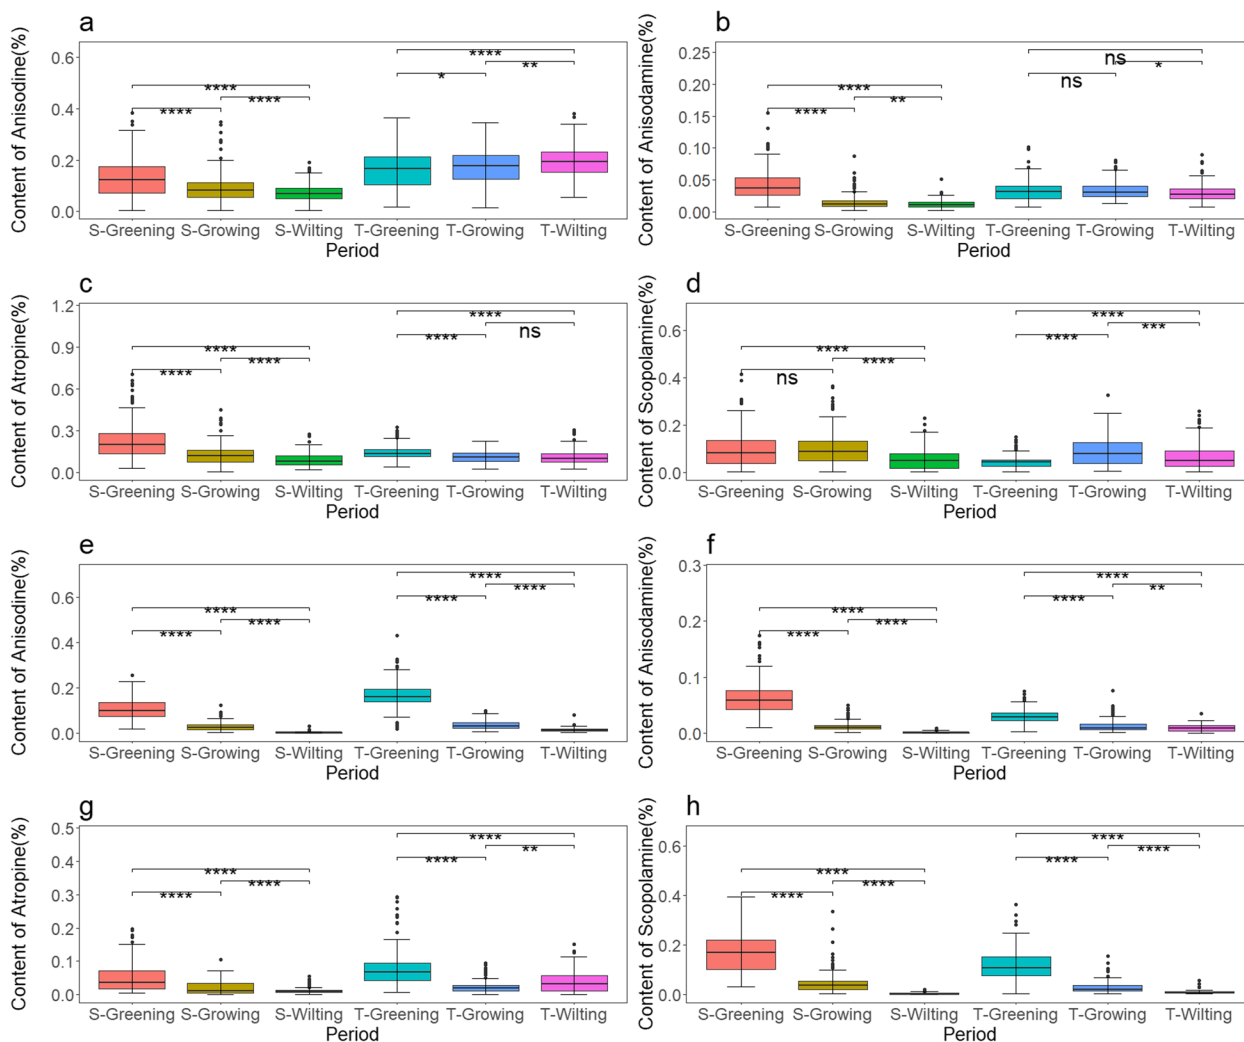 a
Content of Anisodine(%)
0.6
0.4
0.2
0.0
****
****
****
****
*
**
S-Greening S-Growing S-Wilting T-Greening T-Growing T-Wilting
Period
b
Content of Anisodamine(%)
0.25
0.20
0.15
0.10
0.05
0.00
****
****
**
ns
ns
*
S-Greening S-Growing S-Wilting T-Greening T-Growing T-Wilting
Period
c
Content of Atropine(%)
1.2
0.9
0.6
0.3
0.0
****
****
****
****
****
ns
S-Greening S-Growing S-Wilting T-Greening T-Growing T-Wilting
Period
d
Content of Scopolamine(%)
0.6
0.4
0.2
0.0
****
ns
****
****
****
***
S-Greening S-Growing S-Wilting T-Greening T-Growing T-Wilting
Period
e
Content of Anisodine(%)
0.6
0.4
0.2
0.0
****
****
****
****
****
****
S-Greening S-Growing S-Wilting T-Greening T-Growing T-Wilting
Period
f
Content of Anisodamine(%)
0.3
0.2
0.1
0.0
****
****
****
****
****
**
S-Greening S-Growing S-Wilting T-Greening T-Growing T-Wilting
Period
g
Content of Atropine(%)
0.5
0.4
0.3
0.2
0.1
0.0
****
****
****
****
****
**
S-Greening S-Growing S-Wilting T-Greening T-Growing T-Wilting
Period
h
Content of Scopolamine(%)
0.6
0.4
0.2
0.0
****
****
****
****
****
****
S-Greening S-Growing S-Wilting T-Greening T-Growing T-Wilting
Period